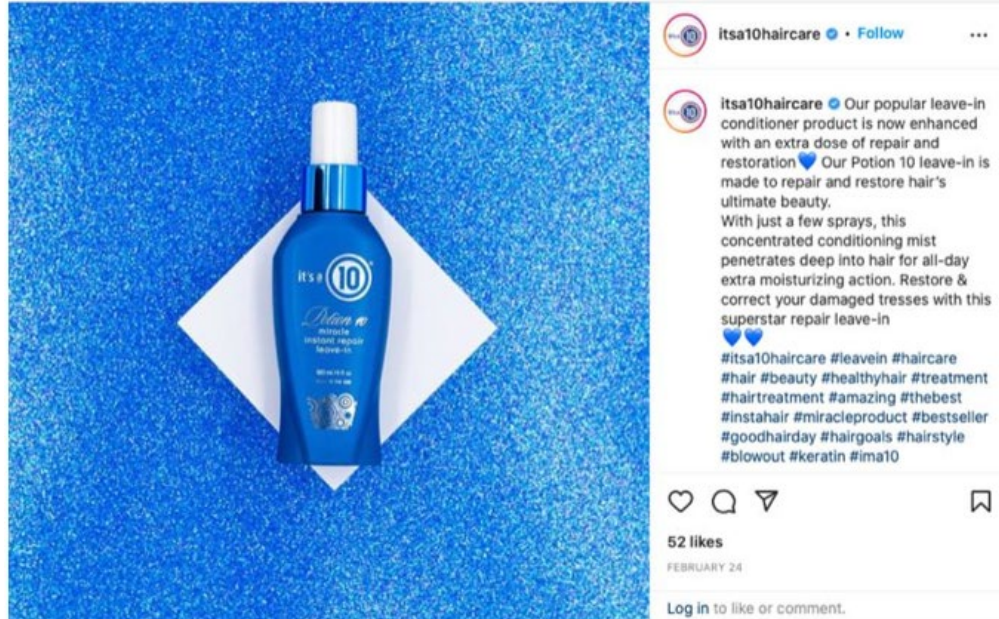 it's a 10
Potion 10
miracle
instant repair
leave-in
itsa10haircare • Follow
itsa10haircare Our popular leave-in
conditioner product is now enhanced
with an extra dose of repair and
restoration💙 Our Potion 10 leave-in is
made to repair and restore hair's
ultimate beauty.
With just a few sprays, this
concentrated conditioning mist
penetrates deep into hair for all-day
extra moisturizing action. Restore &
correct your damaged tresses with this
superstar repair leave-in
💙💙
#itsa10haircare #leavein #haircare
#hair #beauty #healthyhair #treatment
#hairtreatment #amazing #thebest
#instahair #miracleproduct #bestseller
#goodhairday #hairgoals #hairstyle
#blowout #keratin #ima10
52 likes
FEBRUARY 24
Log in to like or comment.